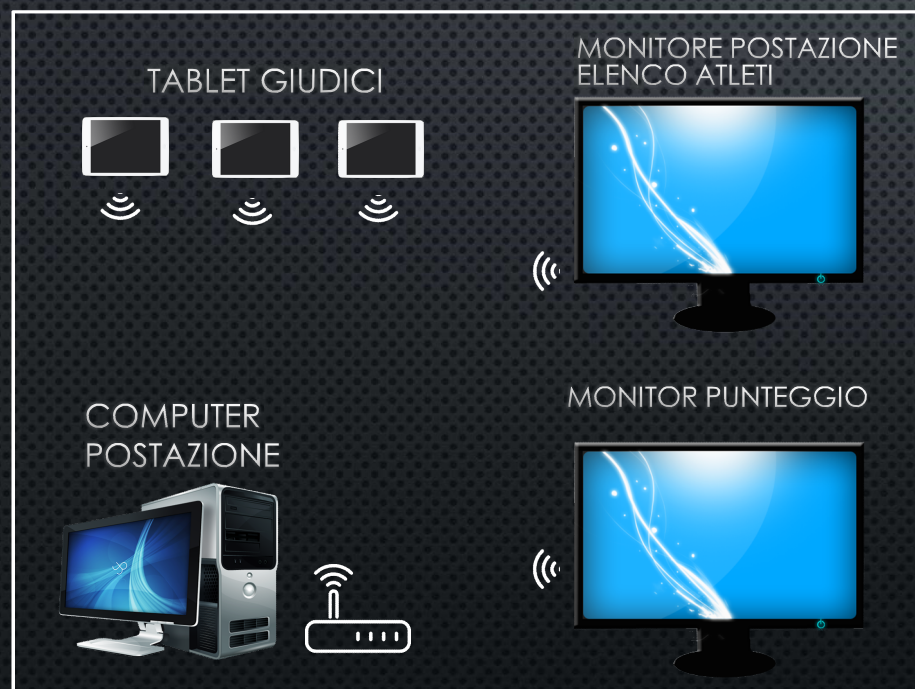 TABLET GIUDICI
MONITORE POSTAZIONE
ELENCO ATLETI
COMPUTER
POSTAZIONE
MONITOR PUNTEGGIO